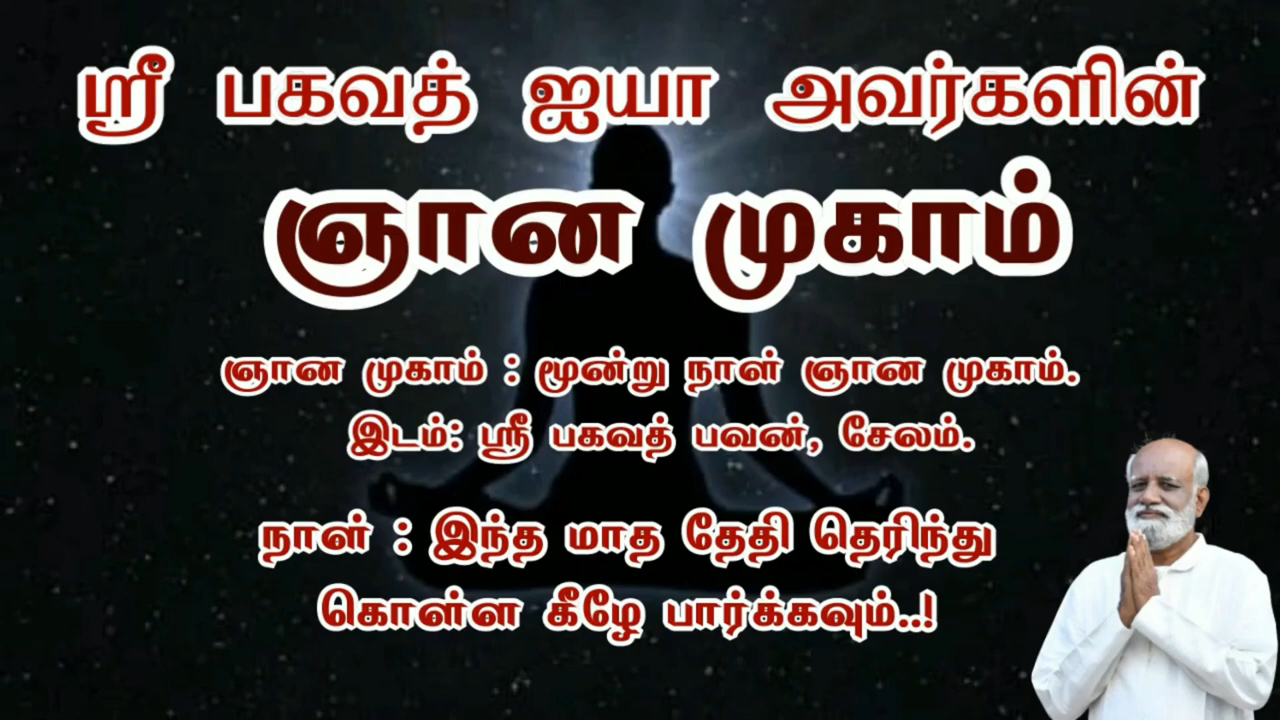 ஸ்ரீ பகவத் ஐயா அவர்களின்
ஞான முகாம்
ஞான முகாம் : மூன்று நாள் ஞான முகாம்.
இடம்: ஸ்ரீ பகவத் பவன், சேலம்.
நாள் : இந்த மாத தேதி தெரிந்து
கொள்ள கீழே பார்க்கவும்..!